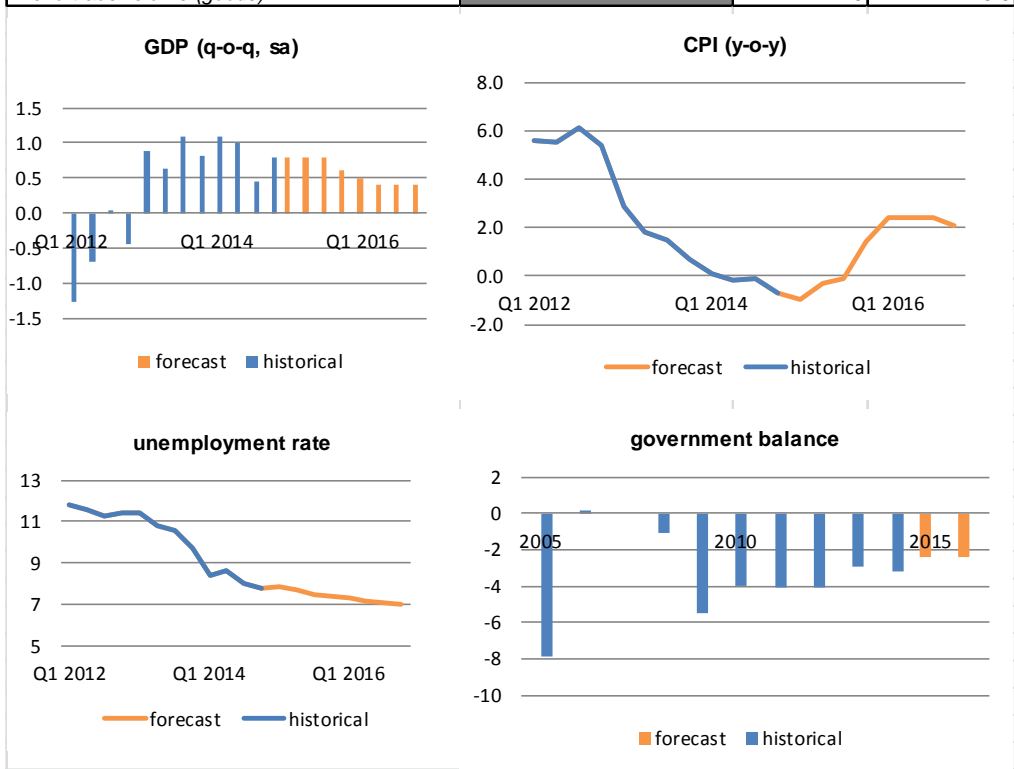 GDP (q-o-q, sa)
1.5
1.0
0.5
0.0
-0.5
-1.0
-1.5
Q1 2012
Q1 2014
Q1 2016
forecast
historical
CPI (y-o-y)
8.0
6.0
4.0
2.0
0.0
-2.0
Q1 2012
Q1 2014
Q1 2016
forecast
historical
unemployment rate
13
11
9
7
5
Q1 2012
Q1 2014
Q1 2016
forecast
historical
government balance
2
0
-2
-4
-6
-8
-10
2005
2010
2015
forecast
historical